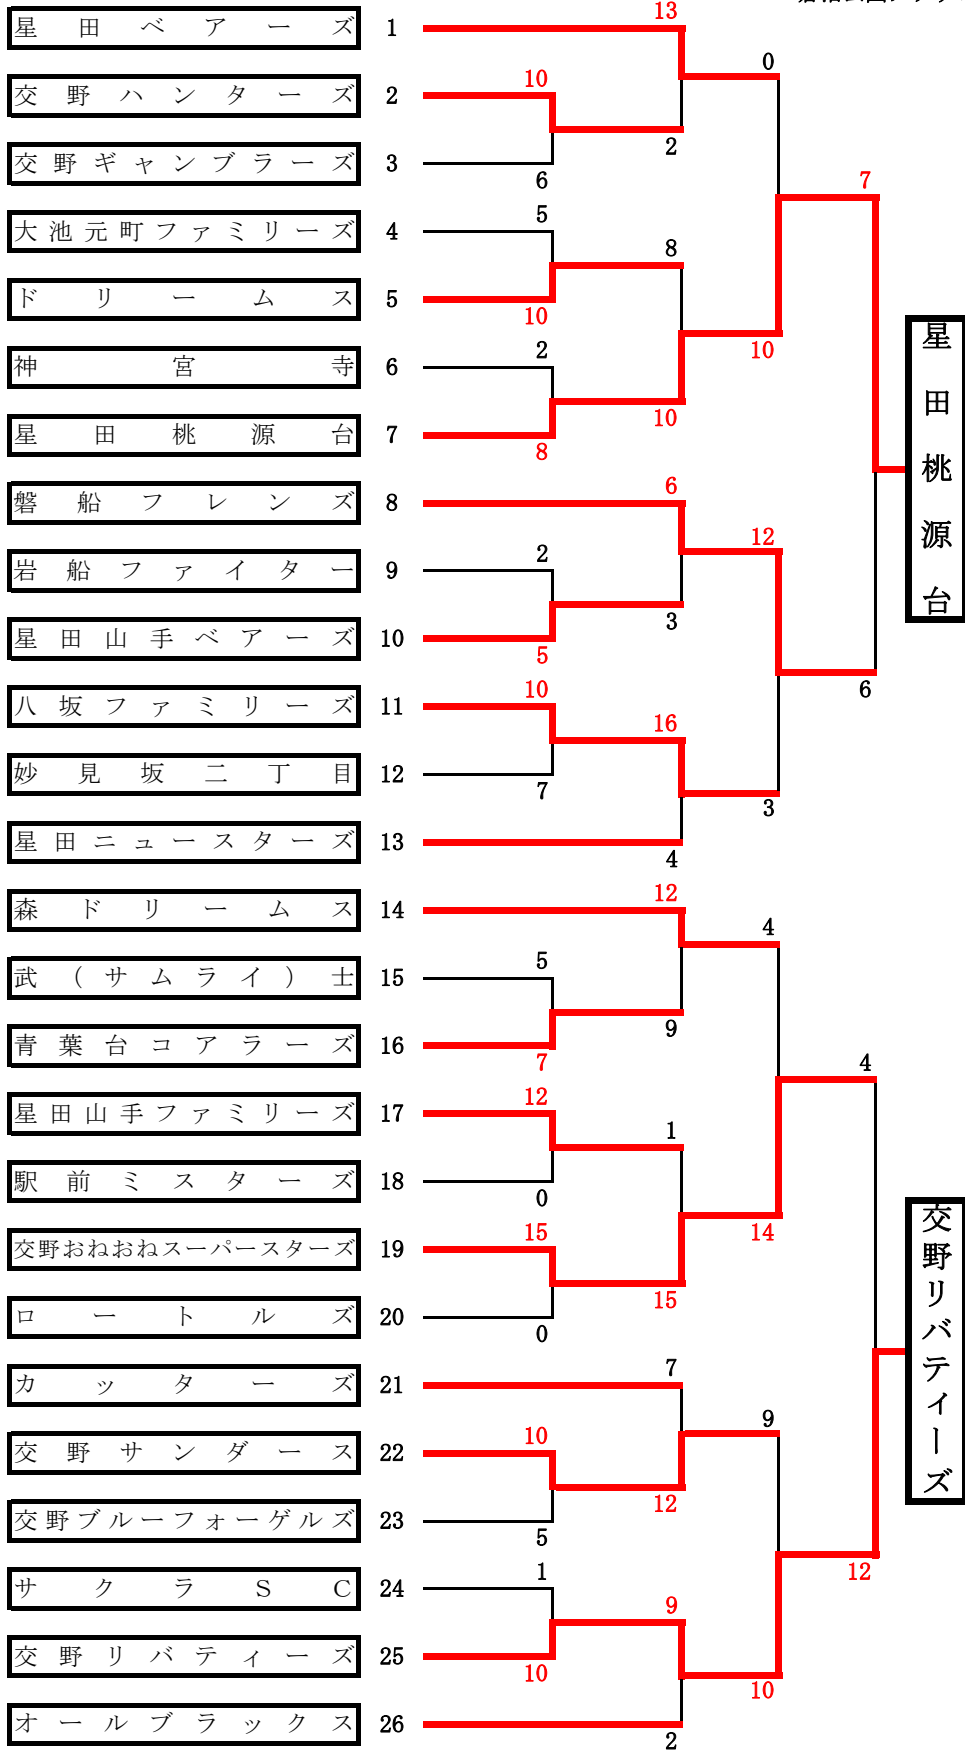 13
星田ベアーズ 1
0
10
交野ハンターズ 2
2
交野ギャンブラーズ 3
6
7
5
大池元町ファミリーズ 4
8
ドリームス 5
10
10
2
神宮寺 6
10
星田桃源台 7
8
星田桃源台
6
磐船フレンズ 8
12
2
岩船ファイター 9
3
星田山手ベアーズ 10
5
6
10
八坂ファミリーズ 11
16
妙見坂二丁目 12
7
3
星田ニュースターズ 13
4
12
森ドリームス 14
4
5
武(サムライ)士 15
9
青葉台コアラーズ 16
7
4
12
星田山手ファミリーズ 17
1
駅前ミスターズ 18
0
15
14
交野おねおねスーパースターズ 19
15
ロートルズ 20
0
交野リバティーズ
7
カッターズ 21
9
10
交野サンダース 22
12
交野ブルーフォーゲルズ 23
5
12
1
サクラSC 24
9
交野リバティーズ 25
10
10
オールブラックス 26
2